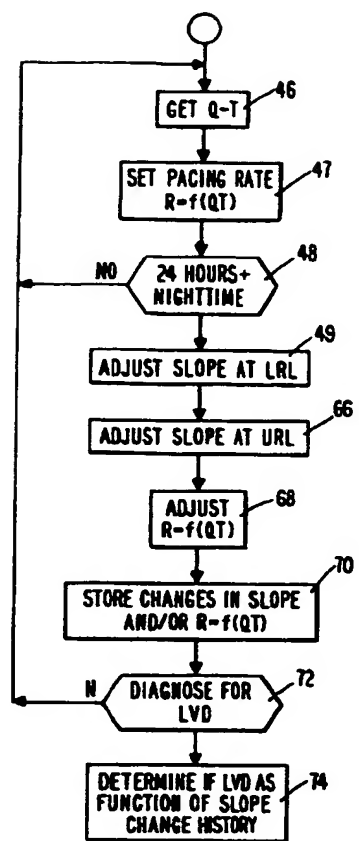 46
GET Q-T
47
SET PACING RATE
R=f(QT)
48
NO
24 HOURS+
NIGHTTIME
49
ADJUST SLOPE AT LRL
66
ADJUST SLOPE AT URL
68
ADJUST
R=f(QT)
70
STORE CHANGES IN SLOPE
AND/OR R=f(QT)
72
N
DIAGNOSE FOR
LVD
74
DETERMINE IF LVD AS
FUNCTION OF SLOPE
CHANGE HISTORY